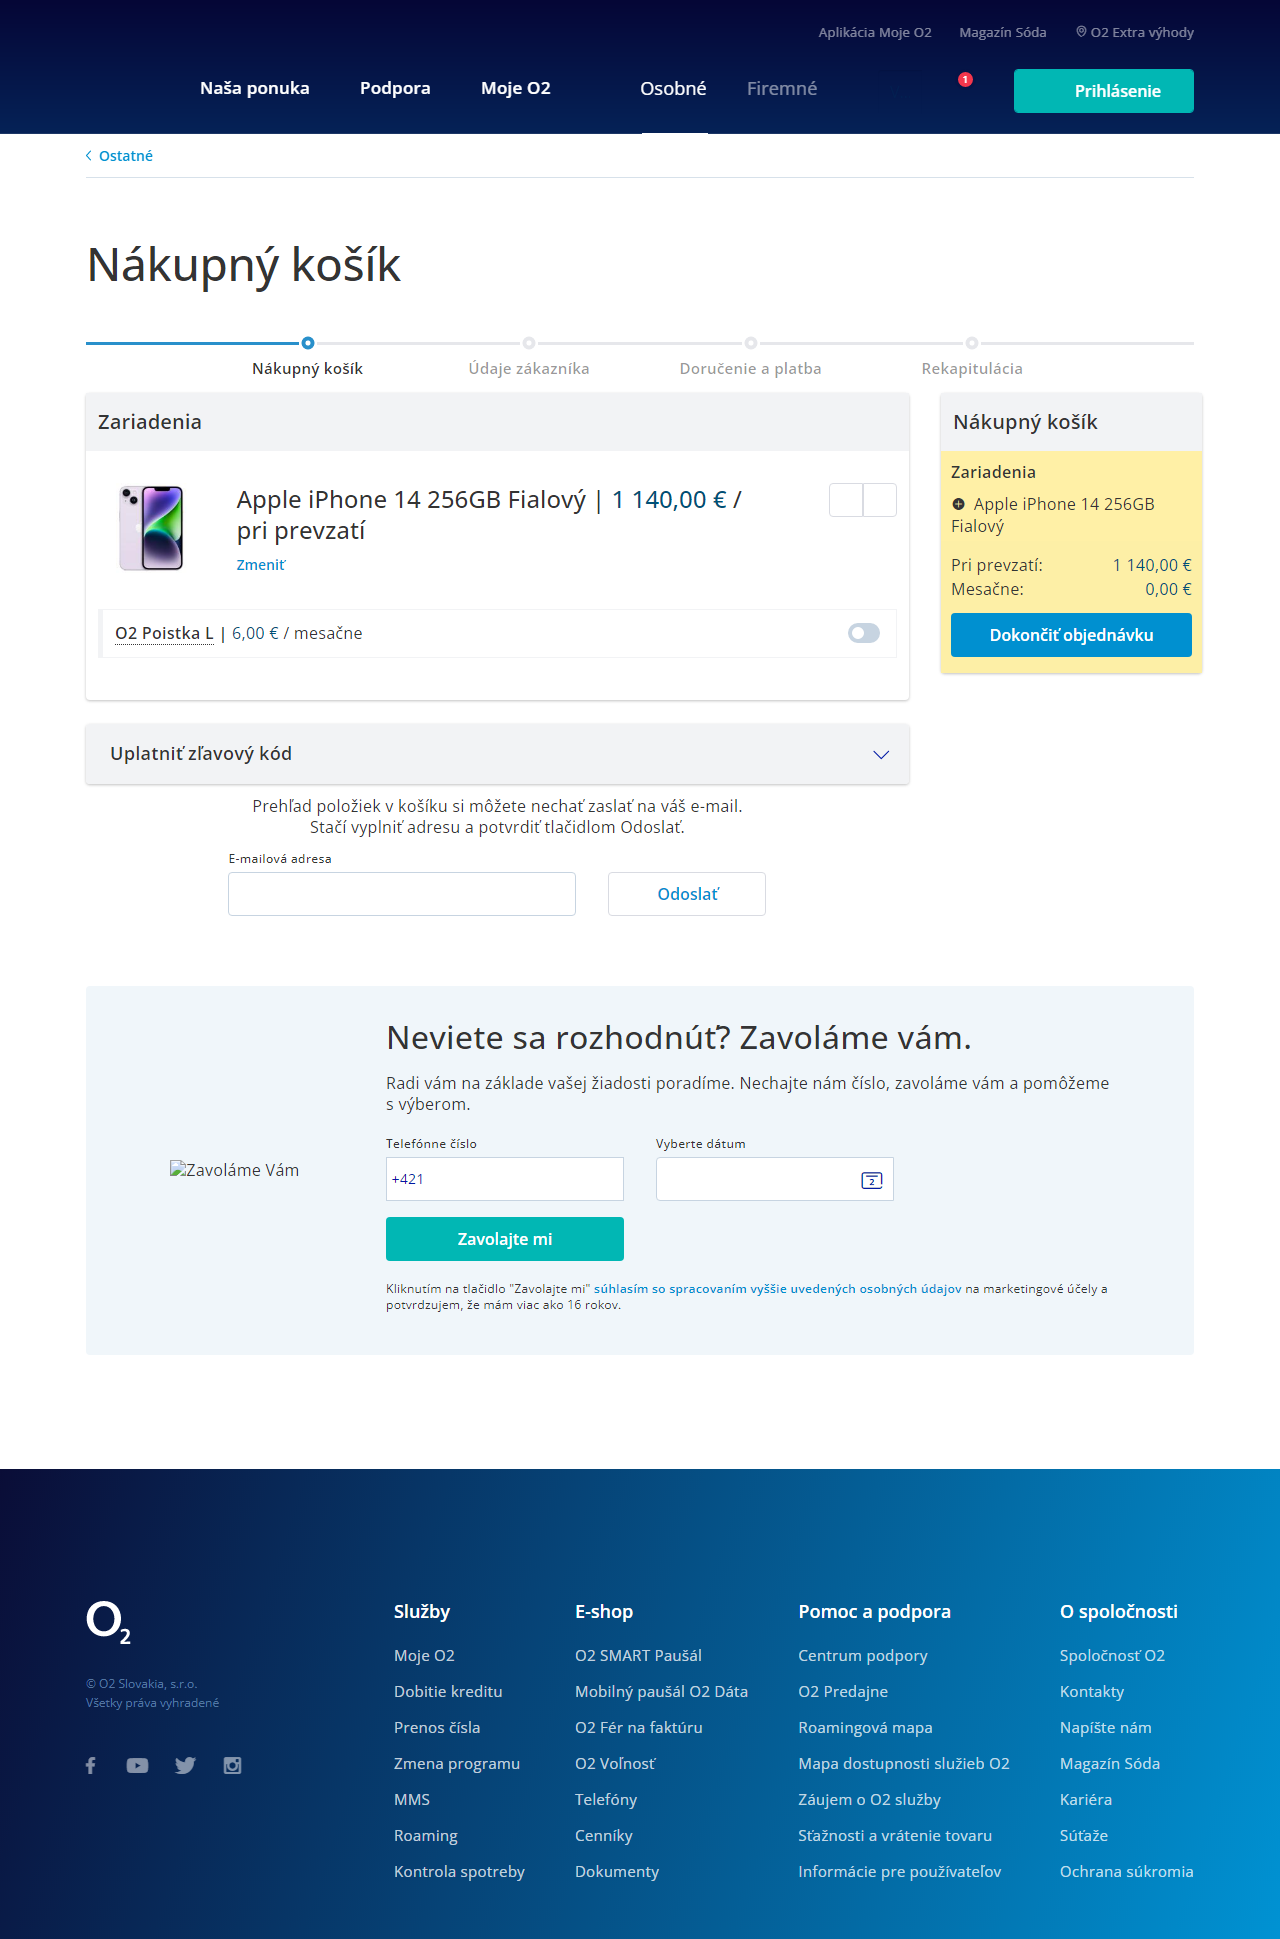 Aplikácia Moje O2 Magazín Sóda O2 Extra výhody
Naša ponuka Podpora Moje O2 Osobné Firemné 1 Prihlásenie
Ostatné
Nákupný košík
Nákupný košík Údaje zákazníka Doručenie a platba Rekapitulácia
Zariadenia
Apple iPhone 14 256GB Fialový | 1 140,00 € /
pri prevzatí
Zmeniť
O2 Poistka L | 6,00 € / mesačne
Nákupný košík
Zariadenia
Apple iPhone 14 256GB
Fialový
Pri prevzatí: 1 140,00 €
Mesačne: 0,00 €
Dokončiť objednávku
Uplatniť zľavový kód
Prehľad položiek v košíku si môžete nechať zaslať na váš e-mail.
Stačí vyplniť adresu a potvrdiť tlačidlom Odoslať.
E-mailová adresa
Odoslať
Neviete sa rozhodnúť? Zavoláme vám.
Radi vám na základe vašej žiadosti poradíme. Nechajte nám číslo, zavoláme vám a pomôžeme
s výberom.
Zavoláme Vám
Telefónne číslo Vyberte dátum
+421 2
Zavolajte mi
Kliknutím na tlačidlo "Zavolajte mi" súhlasím so spracovaním vyššie uvedených osobných údajov na marketingové účely a
potvrdzujem, že mám viac ako 16 rokov.
O2
© O2 Slovakia, s.r.o.
Všetky práva vyhradené
Služby
Moje O2
Dobitie kreditu
Prenos čísla
Zmena programu
MMS
Roaming
Kontrola spotreby
E-shop
O2 SMART Paušál
Mobilný paušál O2 Dáta
O2 Fér na faktúru
O2 Voľnosť
Telefóny
Cenníky
Dokumenty
Pomoc a podpora
Centrum podpory
O2 Predajne
Roamingová mapa
Mapa dostupnosti služieb O2
Záujem o O2 služby
Sťažnosti a vrátenie tovaru
Informácie pre používateľov
O spoločnosti
Spoločnosť O2
Kontakty
Napíšte nám
Magazín Sóda
Kariéra
Súťaže
Ochrana súkromia